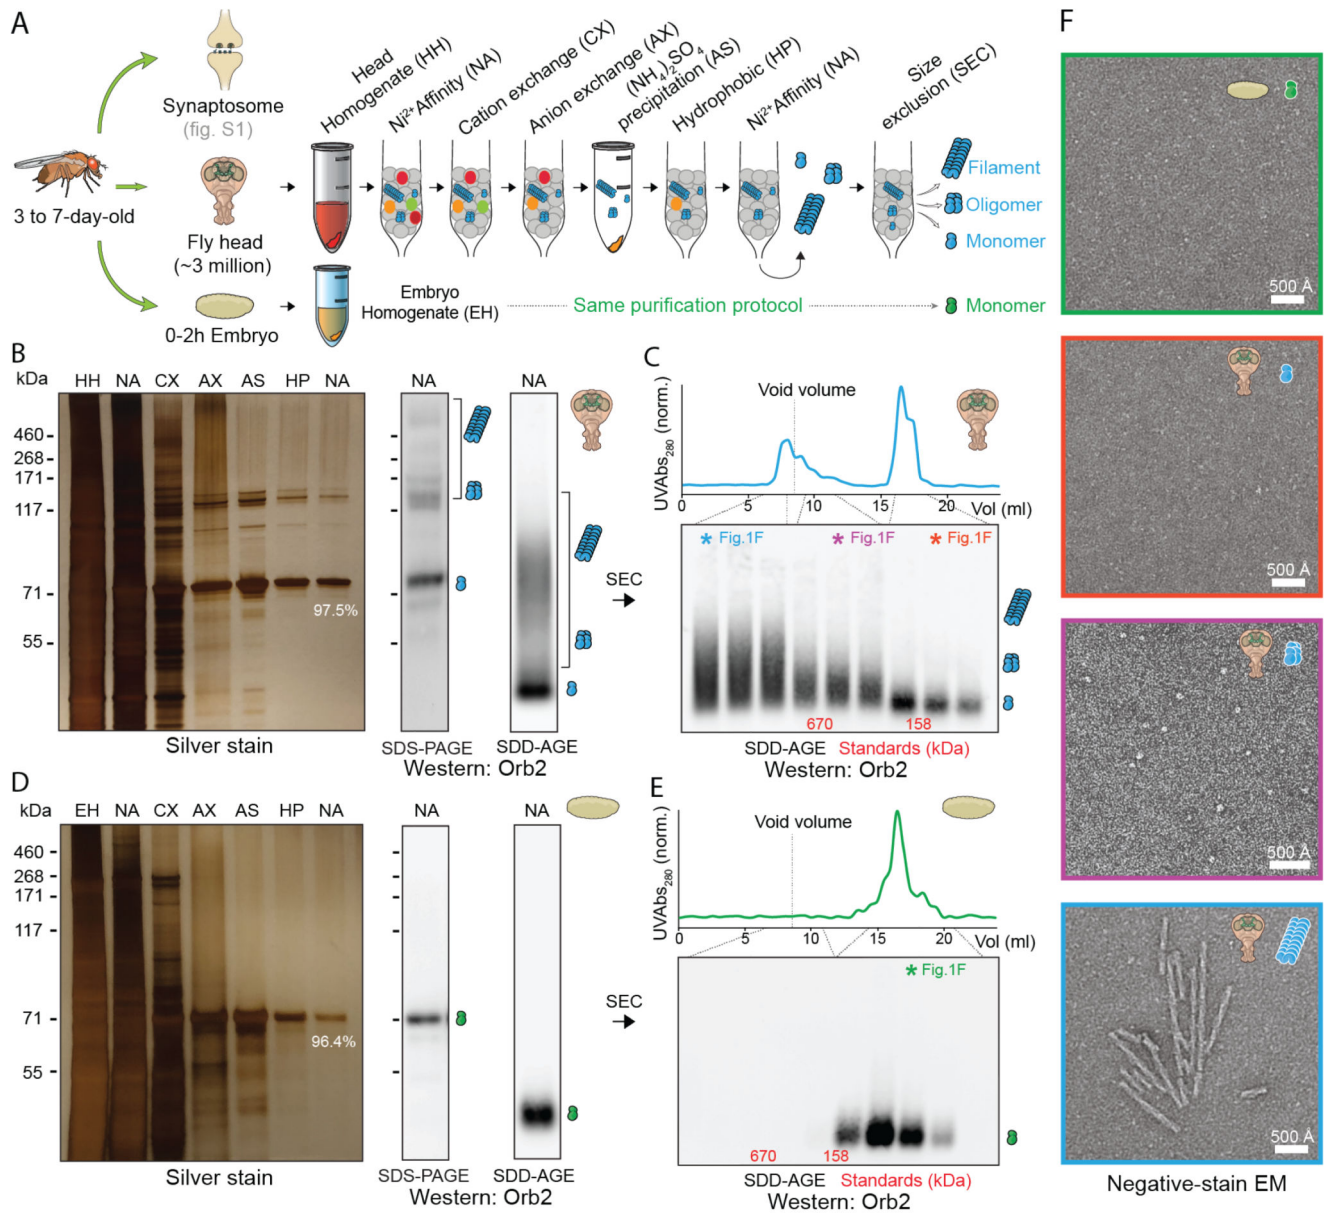 A
Synaptosome
(fig. S1)
3 to 7-day-old
Fly head
(~3 million)
0-2h Embryo
Head
Homogenate (HH)
Ni2+Affinity (NA)
Cation exchange (CX)
Anion exchange (AX)
(NH4)2SO4
precipitation (AS)
Hydrophobic (HP)
Ni2+Affinity (NA)
Size
exclusion (SEC)
Filament
Oligomer
Monomer
Embryo
Homogenate (EH)
Same purification protocol
Monomer
B
kDa
HH NA CX AX AS HP NA
460
268
171
117
71
55
97.5%
Silver stain
NA
NA
SDS-PAGE
SDD-AGE
Western: Orb2
SEC
C
UVAbs280 (norm.)
Void volume
5 10 15 20 Vol (ml)
* Fig.1F
* Fig.1F
* Fig.1F
670
158
SDD-AGE Standards (kDa)
Western: Orb2
D
kDa
EH NA CX AX AS HP NA
460
268
171
117
71
55
96.4%
Silver stain
NA
NA
SDS-PAGE
SDD-AGE
Western: Orb2
SEC
E
UVAbs280 (norm.)
Void volume
0 5 10 15 20 Vol (ml)
* Fig.1F
670
158
SDD-AGE Standards (kDa)
Western: Orb2
F
500 Å
500 Å
500 Å
500 Å
Negative-stain EM